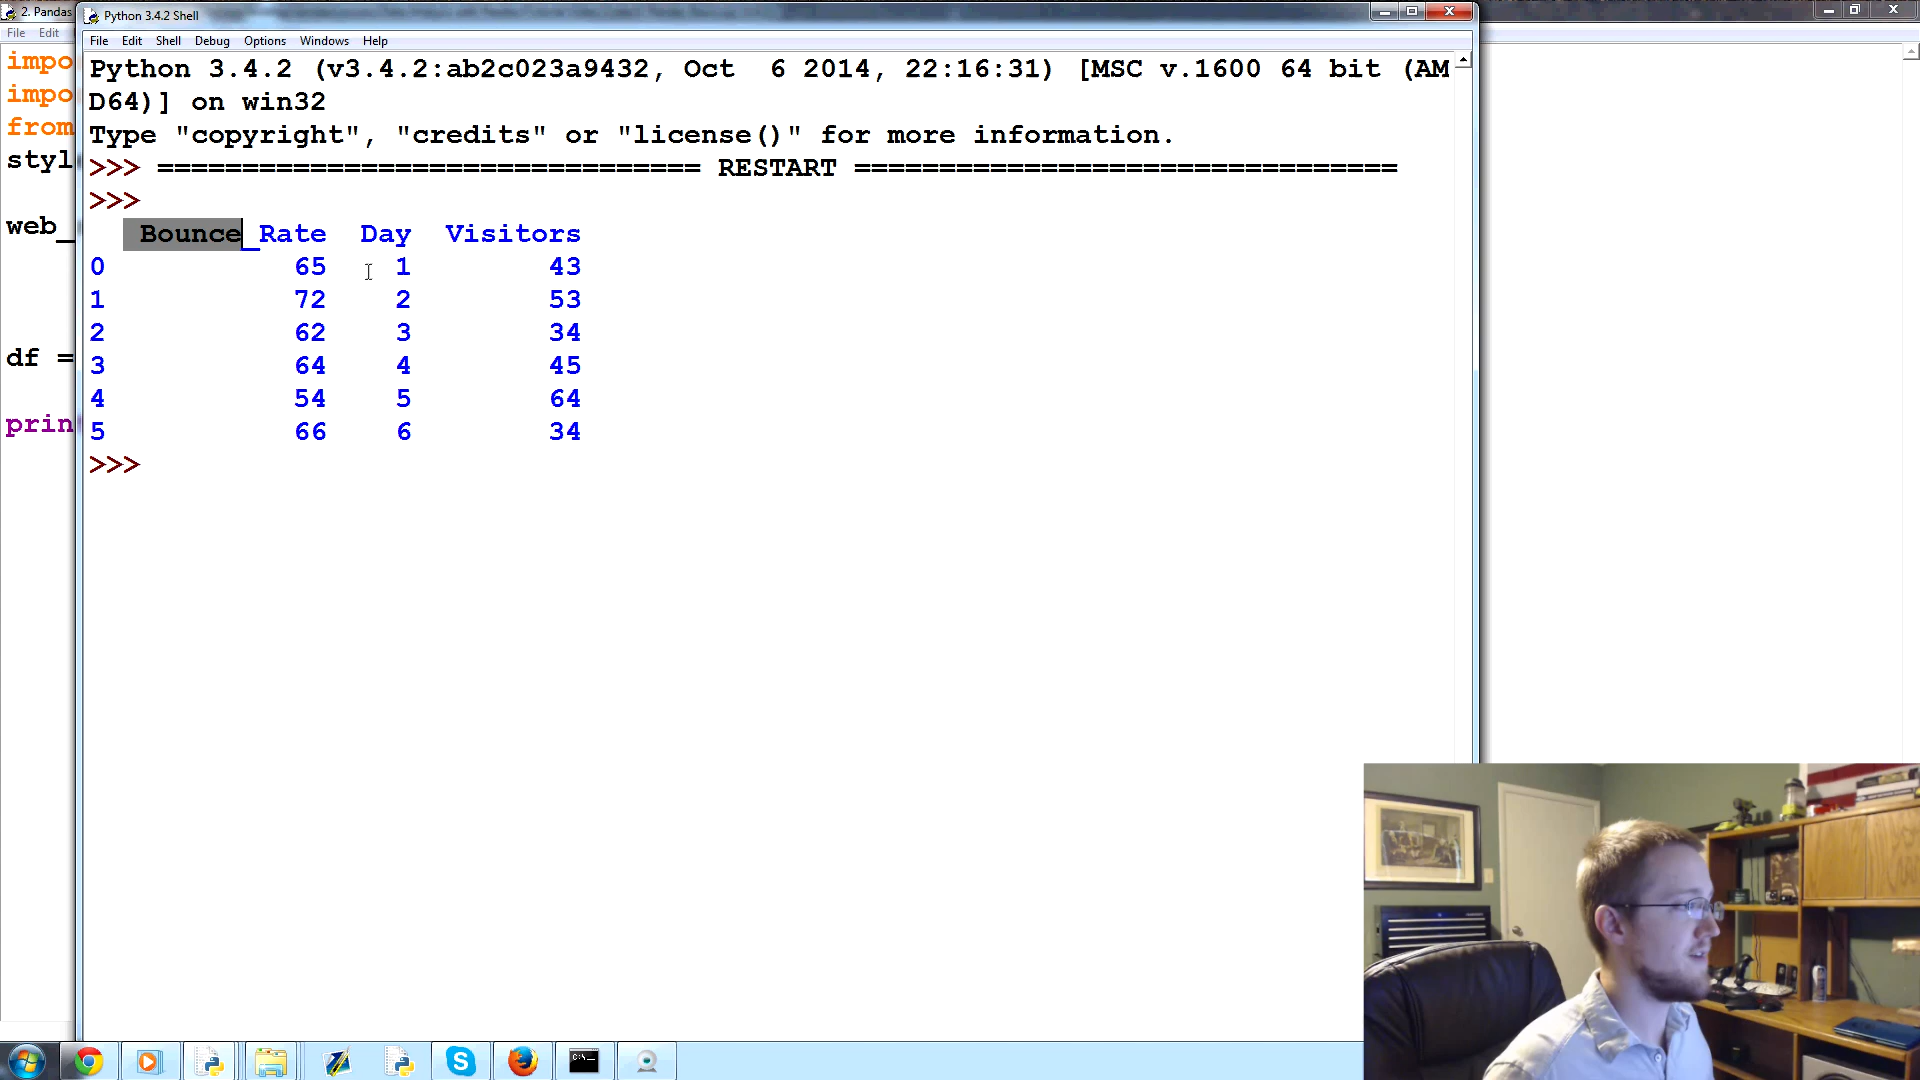 2. Pandas
Python 3.4.2 Shell
File Edit
File Edit Shell Debug Options Windows Help
impo
impo
from
styl
web_
df =
prin
Python 3.4.2 (v3.4.2:ab2c023a9432, Oct  6 2014, 22:16:31) [MSC v.1600 64 bit (AM
D64)] on win32
Type "copyright", "credits" or "license()" for more information.
>>> ================================ RESTART ================================
>>>
Bounce_Rate  Day  Visitors
0 65 1 43
1 72 2 53
2 62 3 34
3 64 4 45
4 54 5 64
5 66 6 34
>>>